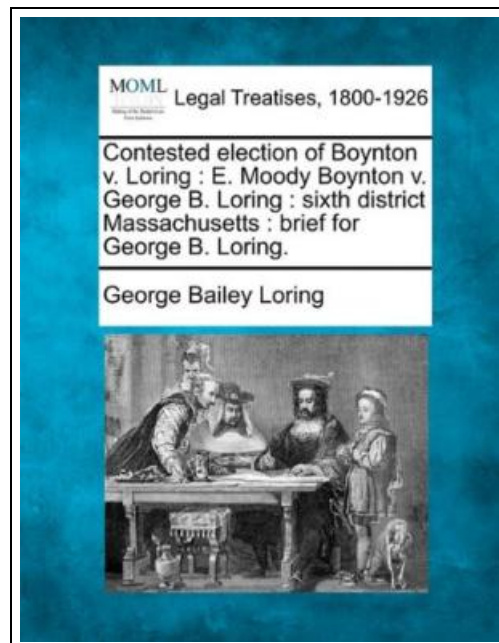 MOML
Legal Treatises, 1800-1926
Contested election of Boynton
v. Loring : E. Moody Boynton v.
George B. Loring : sixth district
Massachusetts : brief for
George B. Loring.
George Bailey Loring